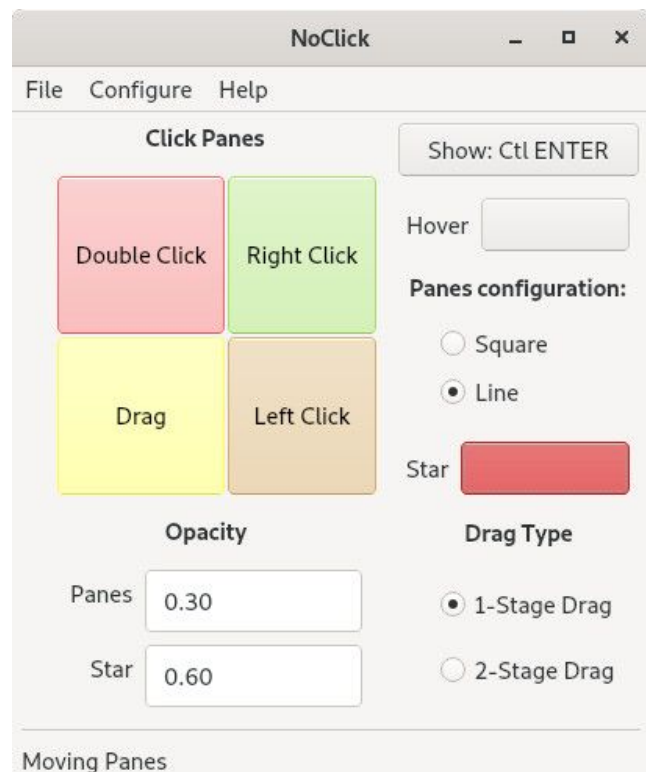 NoClick
File Configure Help
Click Panes
Show: Ctl ENTER
Double Click
Right Click
Hover
Panes configuration:
Square
Line
Drag
Left Click
Star
Opacity
Drag Type
Panes 0.30
1-Stage Drag
Star 0.60
2-Stage Drag
Moving Panes